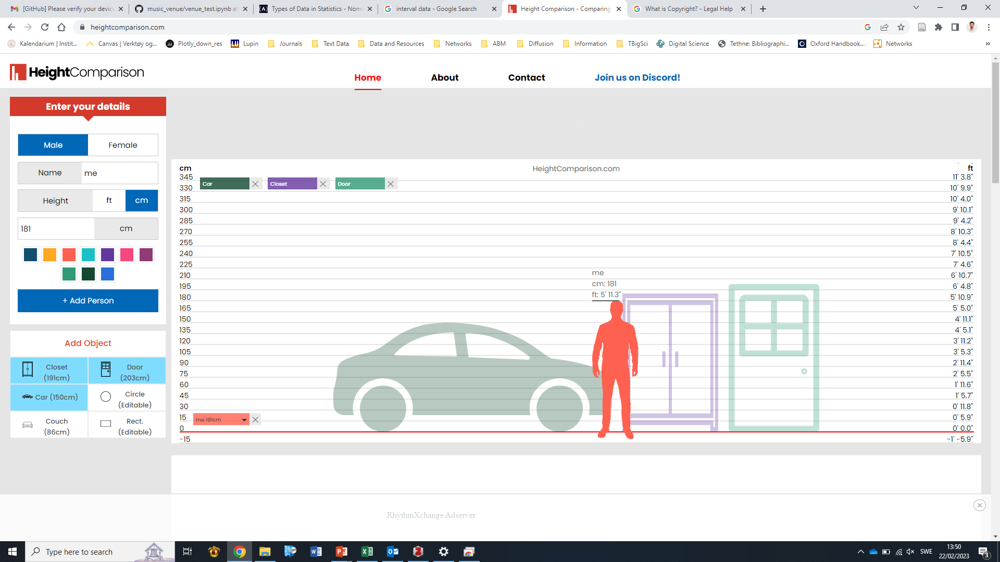 [GitHub] Please verify your device
music_venue/venue_test.ipynb at
Types of Data in Statistics - Nomi
interval data - Google Search
Height Comparison - Comparing
What is Copyright? - Legal Help
heightcomparison.com
Kalendarium | Instit...
Canvas | Verktøy og...
Plotly_down_res
LU Lupin
Journals
Text Data
Data and Resources
Networks
ABM
Diffusion
Information
TBigSci
Digital Science
Tethne: Bibliographi...
Oxford Handbook...
Networks
»
HeightComparison
Home
About
Contact
Join us on Discord!
Enter your details
Male
Female
Name
me
Height
ft
cm
181
cm
+ Add Person
Add Object
Closet
(191cm)
Door
(203cm)
Car (150cm)
Circle
(Editable)
Couch
(86cm)
Rect.
(Editable)
HeightComparison.com
cm
345
330
315
300
285
270
255
240
225
210
195
180
165
150
135
120
105
90
75
60
45
30
15
0
-15
Car
Closet
Door
me
cm: 181
ft: 5' 11.3"
me 181cm
ft
11' 3.8"
10' 9.9"
10' 4.0"
9' 10.1"
9' 4.2"
8' 10.3"
8' 4.4"
7' 10.5"
7' 4.6"
6' 10.7"
6' 4.8"
5' 10.9"
5' 5.0"
4' 11.1"
4' 5.1"
3' 11.2"
3' 5.3"
2' 11.4"
2' 5.5"
1' 11.6"
1' 5.7"
0' 11.8"
0' 5.9"
0' 0.0"
-1' -5.9"
RhythmXchange Adserver
Type here to search
SWE
13:50
22/02/2023
3